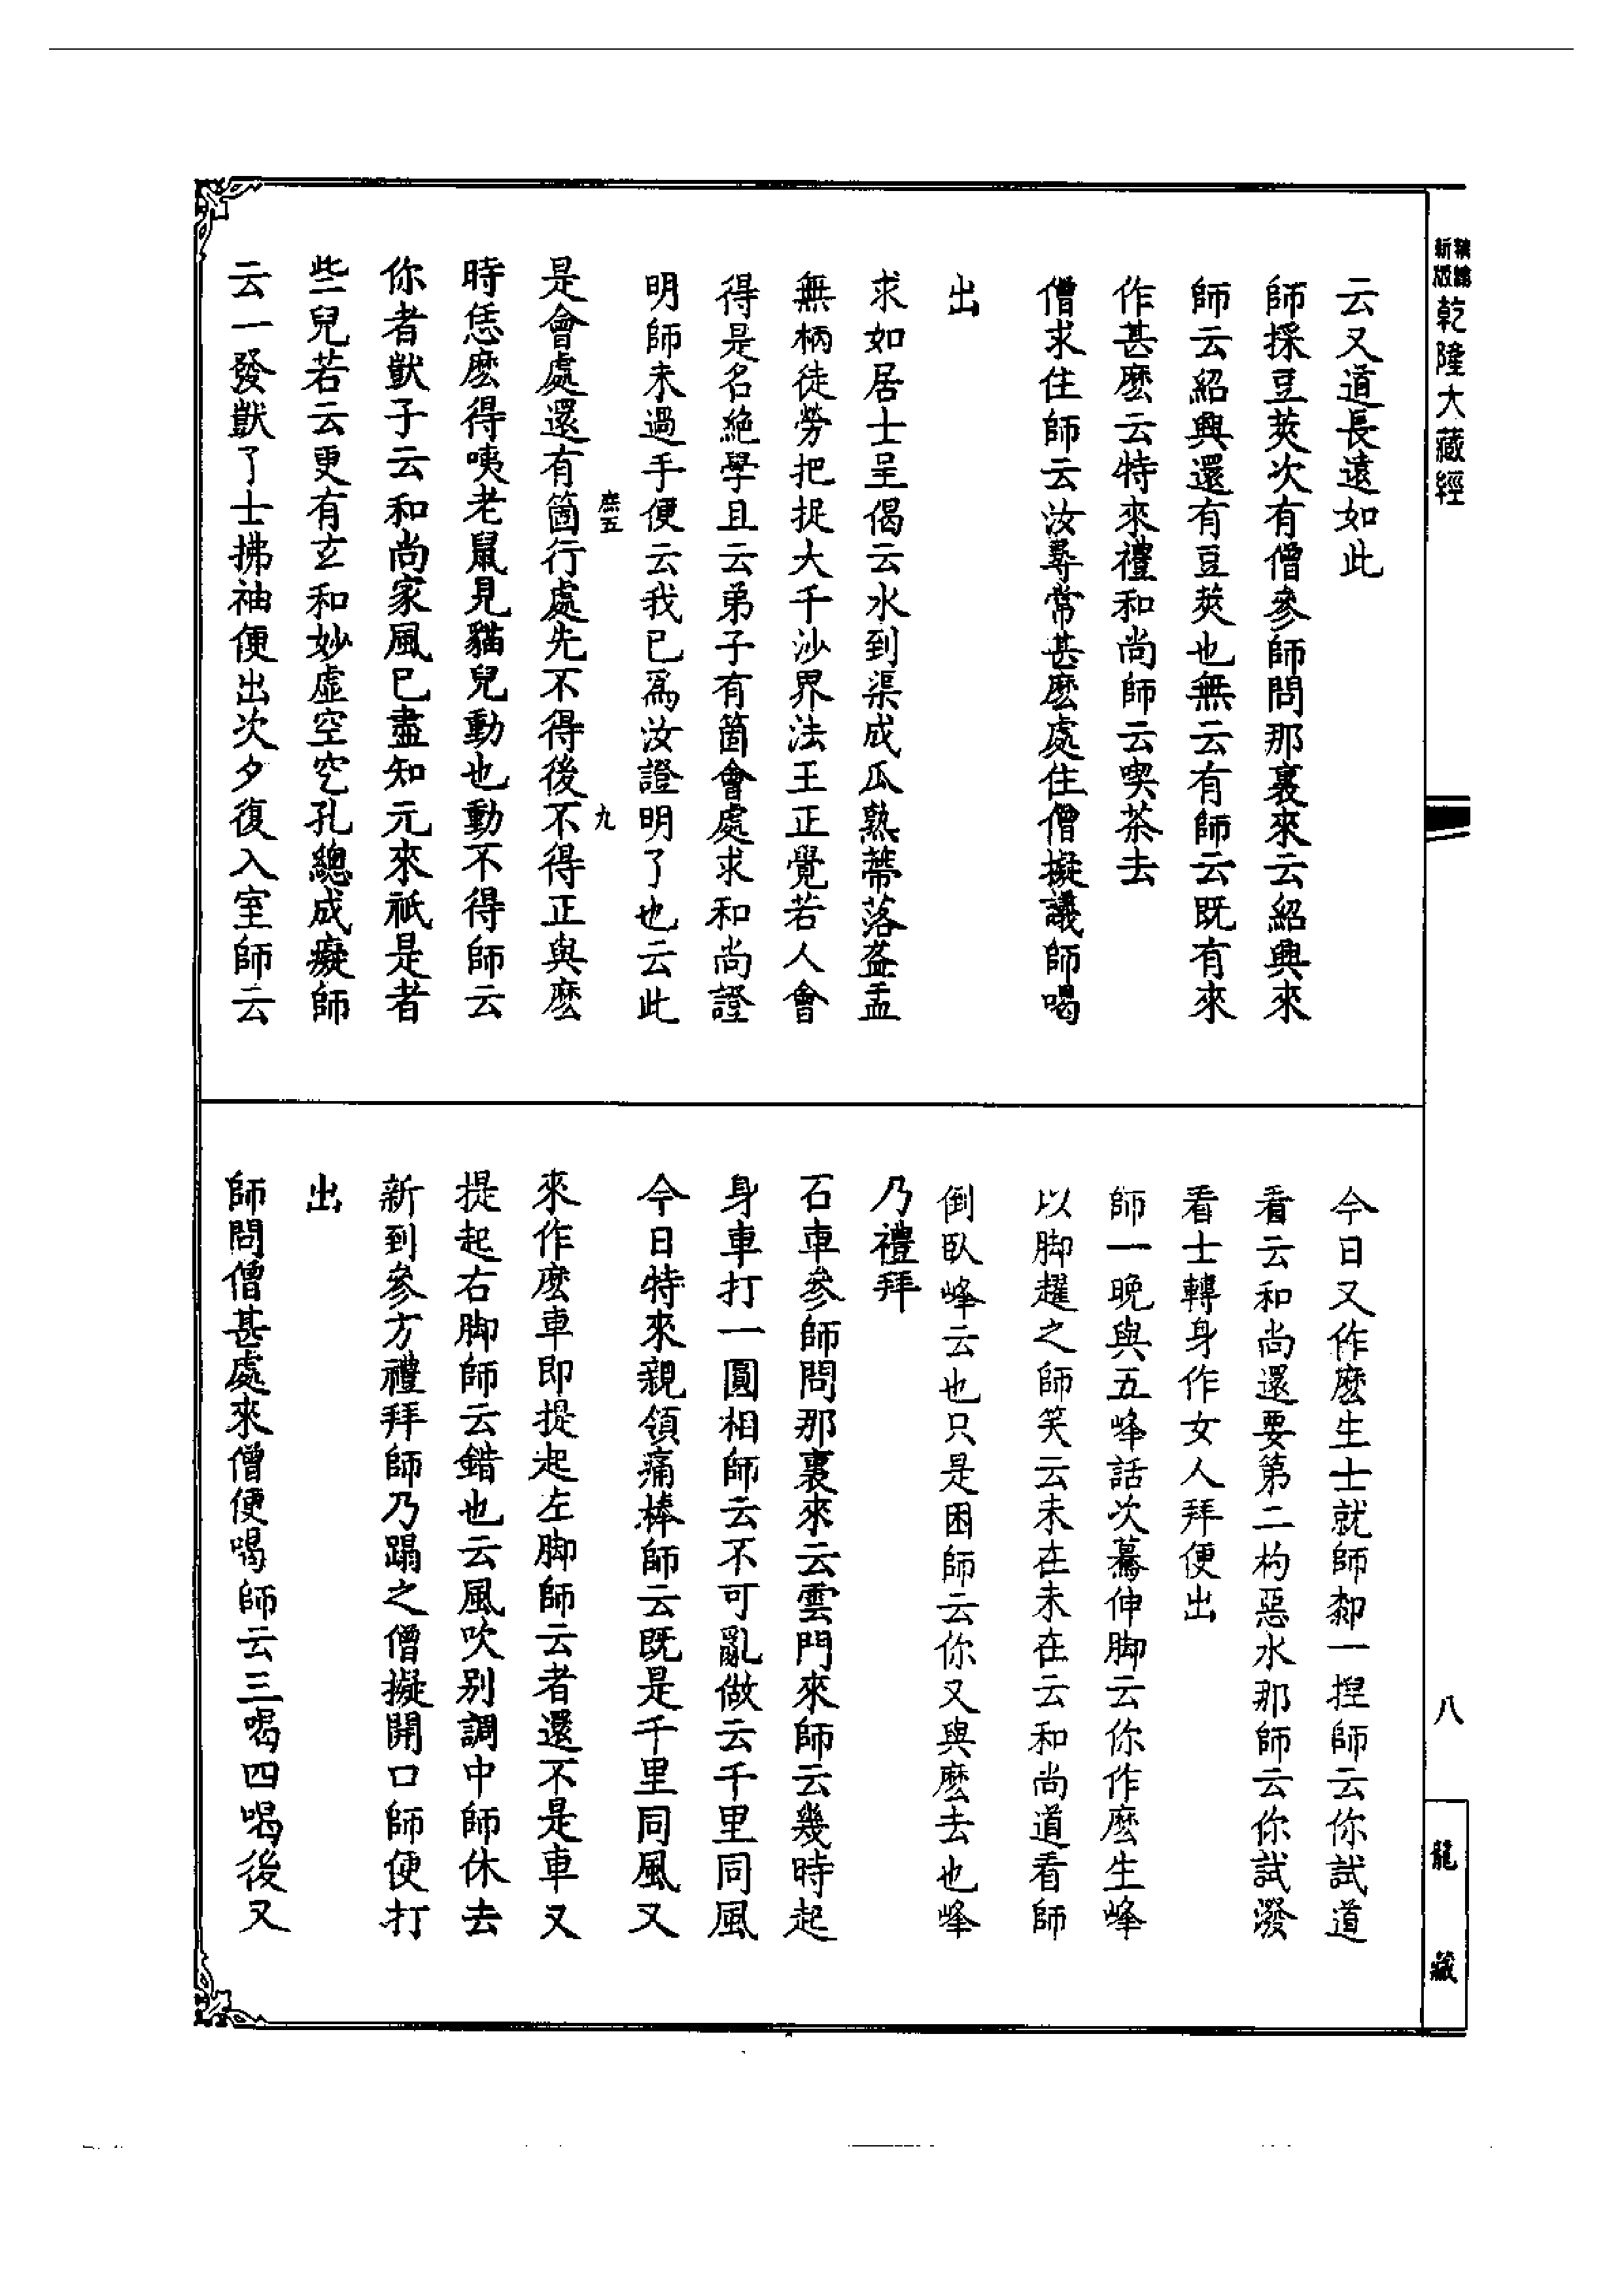 新版
乾隆大藏經
云又道長遠如此
師採豆莢次有僧參師問那裏來云紹興來
師云紹興還有豆莢也無云有師云既有來
作甚麽云特來禮和尚師云喫茶去
僧求住師云汝尋常甚麽處住僧擬議師喝
出
求如居士呈偈云水到渠成瓜熟蒂落葢盂
無柄徒勞把捉大千沙界法王正覺若人會
得是名絶學且云弟子有箇會處求和尚證
明師未過手便云我已爲汝證明了也云此
庶五
九
是會處還有箇行處先不得後不得正與麽
時恁麽得咦老鼠見貓兒動也動不得師云
你者獃子云和尚家風已盡知元來祇是者
些兒若云更有玄和妙虛空空孔總成癡師
云一發獃了士拂袖便出次夕復入室師云
今日又作麽生士就師腳一揑師云你試道
看云和尚還要第二杓惡水那師云你試潑
看士轉身作女人拜便出
師一晚與五峰話次驀伸脚云你作麽生峰
以脚趯之師笑云未在未在云和尚道看師
倒臥峰云也只是困師云你又與麽去也峰
乃禮拜
石車參師問那裏來云雲門來師云幾時起
身車打一圓相師云不可亂做云千里同風
今日特來親領痛棒師云既是千里同風又
來作麽車即提起左脚師云者還不是車又
提起右脚師云錯也云風吹别調中師休去
新到參方禮拜師乃蹋之僧擬開口師便打
出
師問僧甚處來僧便喝師云三喝四喝後又
八
龍藏